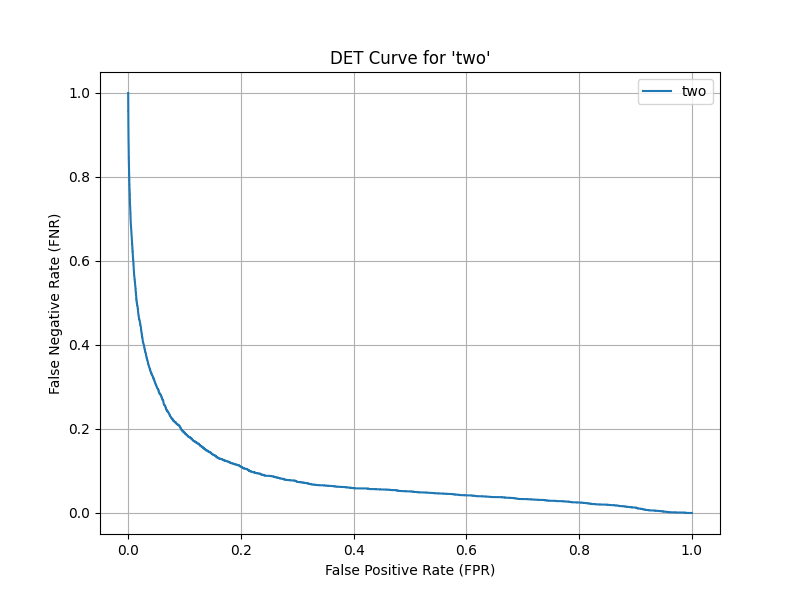 DET Curve for 'two'
two
1.0
0.8
0.6
0.4
0.2
0.0
False Negative Rate (FNR)
0.0 0.2 0.4 0.6 0.8 1.0
False Positive Rate (FPR)